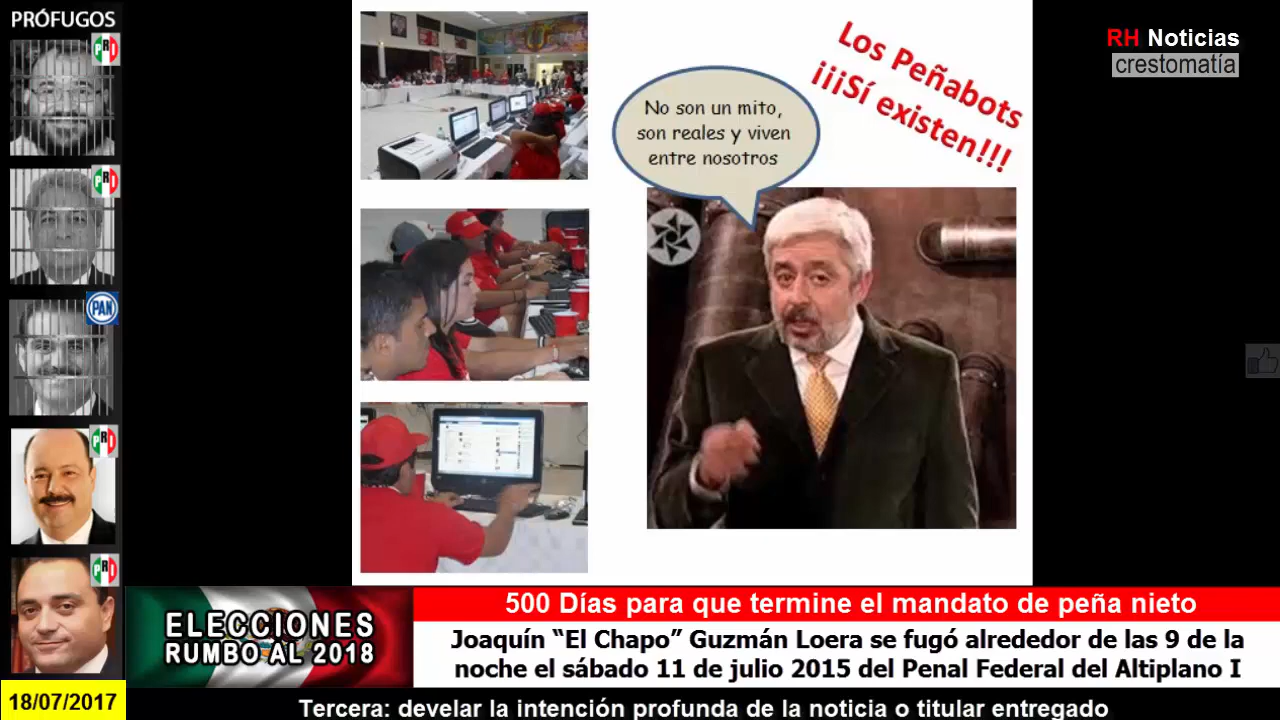 PRÓFUGOS
PRI
PRI
PAN
PRI
PRI
18/07/2017
Los Peñabots
¡¡¡Sí existen!!!
No son un mito,
son reales y viven
entre nosotros
RH Noticias
crestomatía
ELECCIONES
RUMBO AL 2018
500 Días para que termine el mandato de peña nieto
Joaquín “El Chapo” Guzmán Loera se fugó alrededor de las 9 de la
noche el sábado 11 de julio 2015 del Penal Federal del Altiplano I
Tercera: develar la intención profunda de la noticia o titular entregado